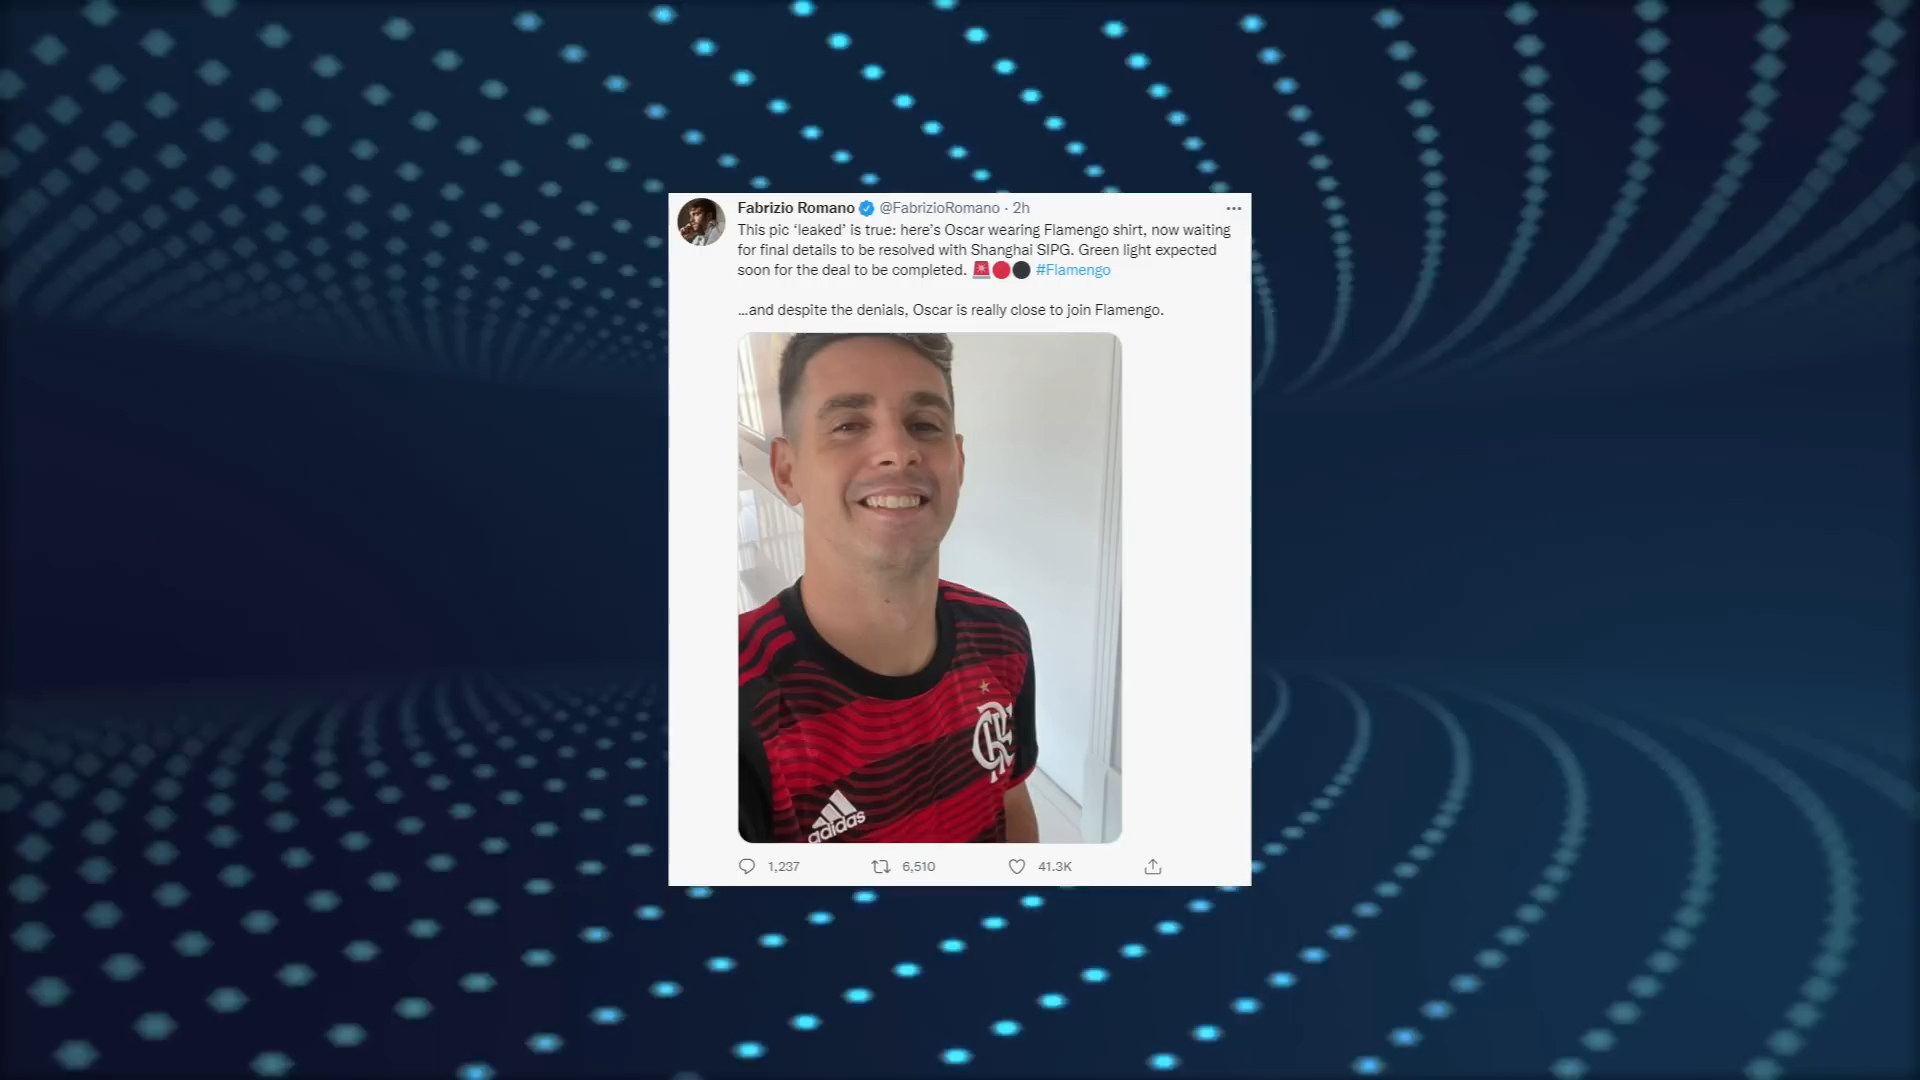 Fabrizio Romano @FabrizioRomano · 2h
This pic ‘leaked’ is true: here’s Oscar wearing Flamengo shirt, now waiting
for final details to be resolved with Shanghai SIPG. Green light expected
soon for the deal to be completed. 🚨🔴⚫ #Flamengo
...and despite the denials, Oscar is really close to join Flamengo.
CRF
adidas
1,237 6,510 41.3K